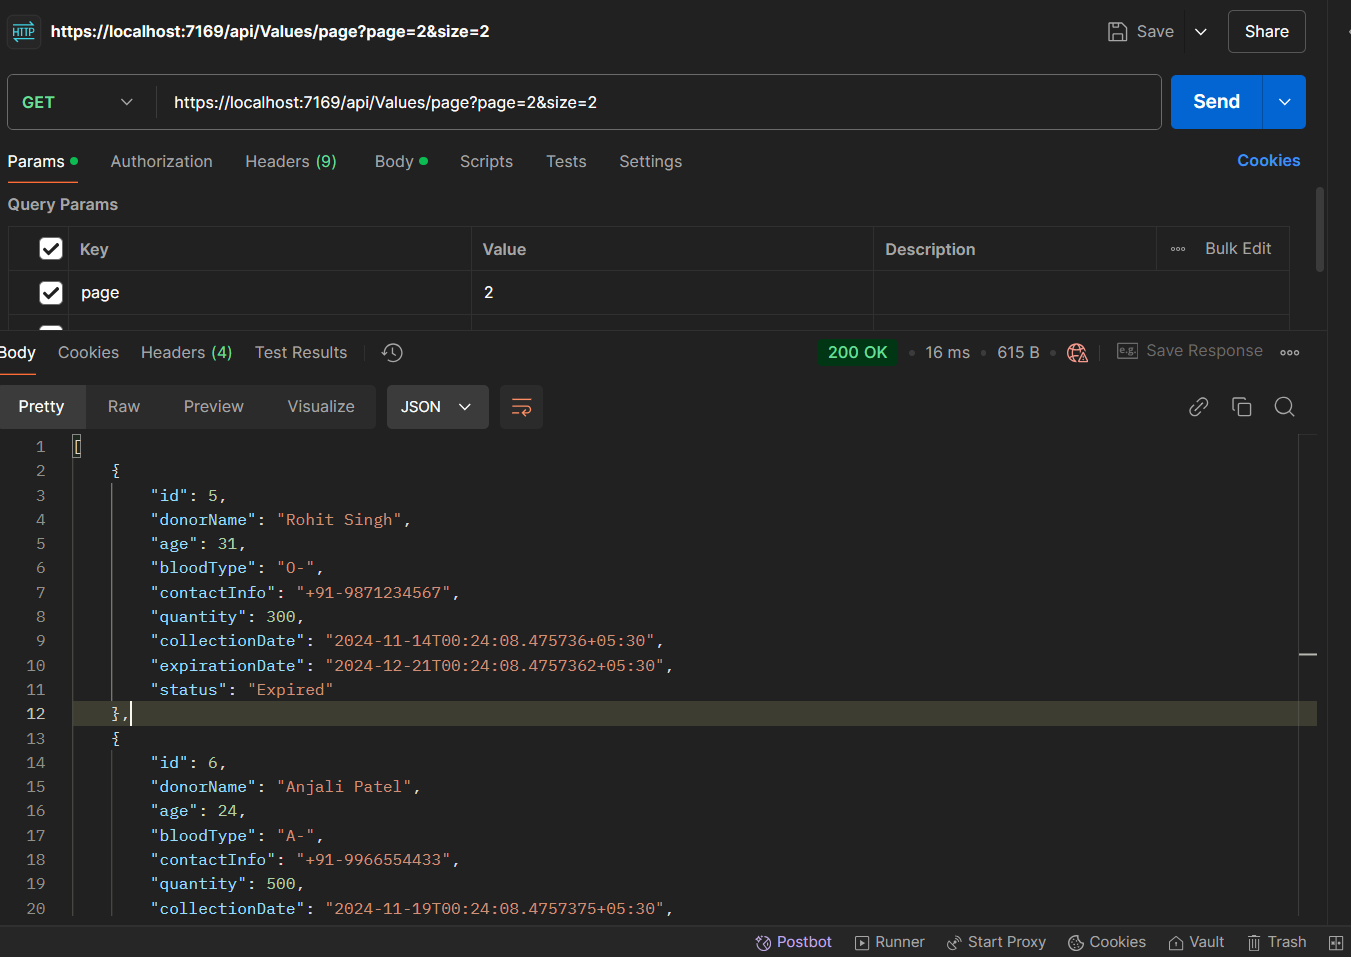 HTTP https://localhost:7169/api/Values/page?page=2&size=2 Save Share
GET https://localhost:7169/api/Values/page?page=2&size=2 Send
Params Authorization Headers (9) Body Scripts Tests Settings Cookies
Query Params
Key Value Description Bulk Edit
page 2
Body Cookies Headers (4) Test Results 200 OK 16 ms 615 B e.g. Save Response
Pretty Raw Preview Visualize JSON
1 [
2 {
3 "id": 5,
4 "donorName": "Rohit Singh",
5 "age": 31,
6 "bloodType": "O-",
7 "contactInfo": "+91-9871234567",
8 "quantity": 300,
9 "collectionDate": "2024-11-14T00:24:08.475736+05:30",
10 "expirationDate": "2024-12-21T00:24:08.4757362+05:30",
11 "status": "Expired"
12 },
13 {
14 "id": 6,
15 "donorName": "Anjali Patel",
16 "age": 24,
17 "bloodType": "A-",
18 "contactInfo": "+91-9966554433",
19 "quantity": 500,
20 "collectionDate": "2024-11-19T00:24:08.4757375+05:30",
Postbot Runner Start Proxy Cookies Vault Trash